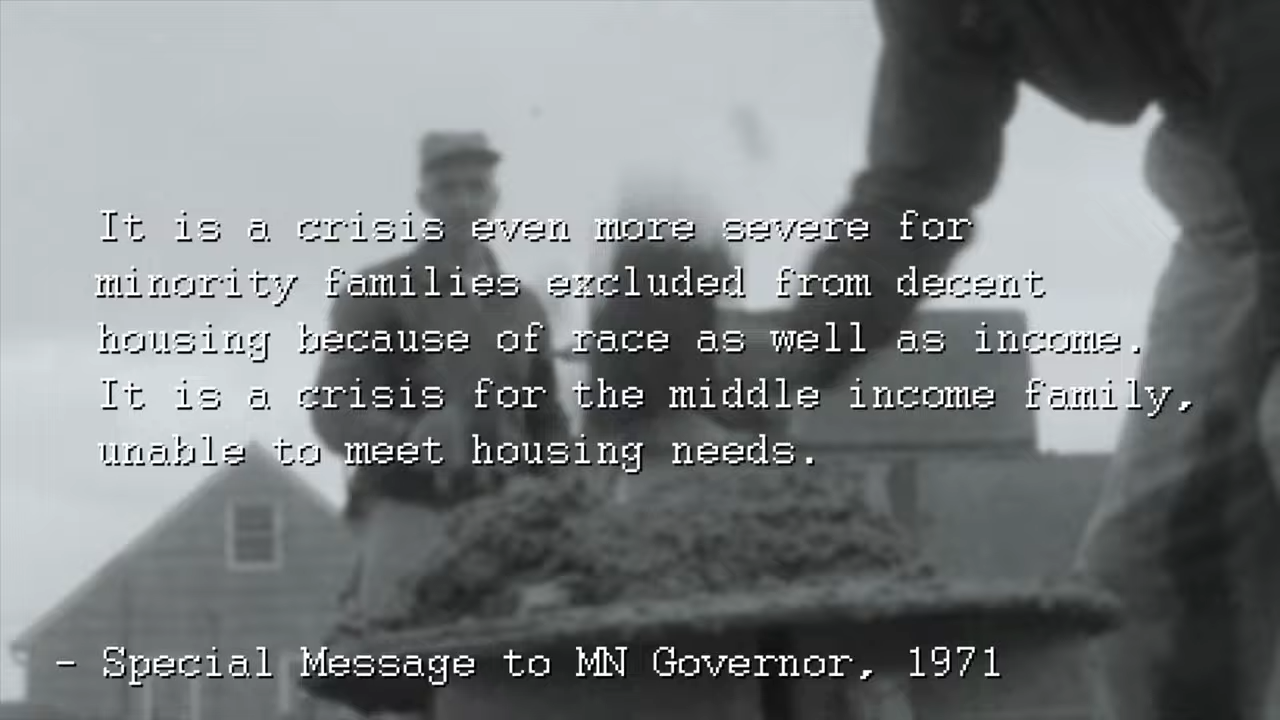 It is a crisis even more severe for
minority families excluded from decent
housing because of race as well as income.
It is a crisis for the middle income family,
unable to meet housing needs.
- Special Message to MN Governor, 1971